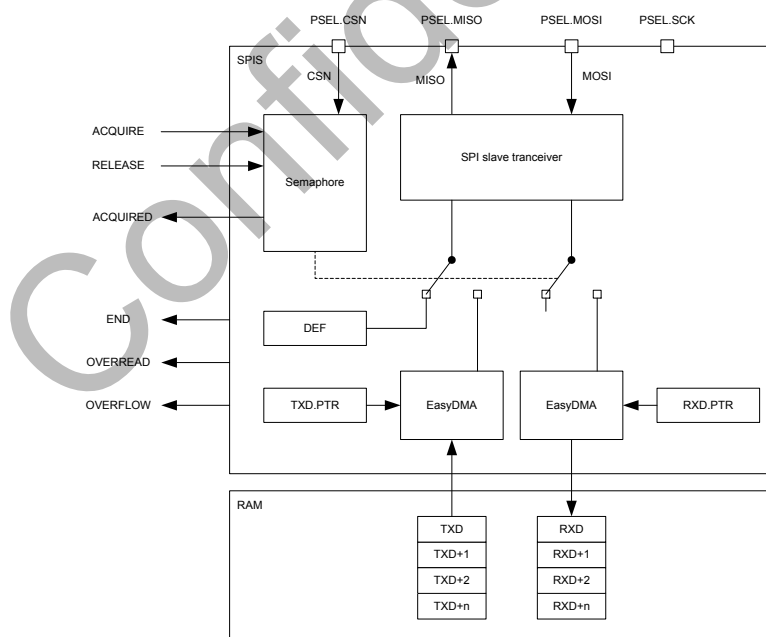 PSEL.CSN PSEL.MISO PSEL.MOSI PSEL.SCK
SPIS
CSN
MISO
MOSI
ACQUIRE
RELEASE
ACQUIRED
Semaphore
SPI slave tranceiver
END
OVERREAD
OVERFLOW
DEF
TXD.PTR
EasyDMA
EasyDMA
RXD.PTR
RAM
TXD
TXD+1
TXD+2
TXD+n
RXD
RXD+1
RXD+2
RXD+n
Confide